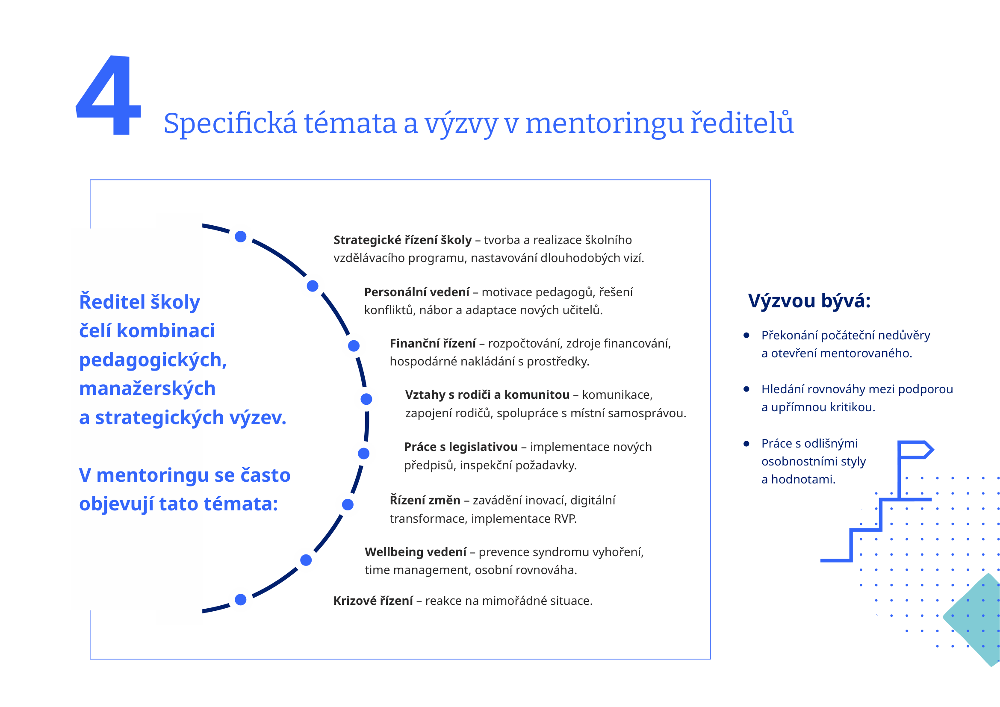 4
Specifická témata a výzvy v mentoringu ředitelů
Ředitel školy
čelí kombinaci
pedagogických,
manažerských
a strategických výzev.
V mentoringu se často
objevují tato témata:
Strategické řízení školy – tvorba a realizace školního
vzdělávacího programu, nastavování dlouhodobých vizí.
Personální vedení – motivace pedagogů, řešení
konfliktů, nábor a adaptace nových učitelů.
Finanční řízení – rozpočtování, zdroje financování,
hospodárné nakládání s prostředky.
Vztahy s rodiči a komunitou – komunikace,
zapojení rodičů, spolupráce s místní samosprávou.
Práce s legislativou – implementace nových
předpisů, inspekční požadavky.
Řízení změn – zavádění inovací, digitální
transformace, implementace RVP.
Wellbeing vedení – prevence syndromu vyhoření,
time management, osobní rovnováha.
Krizové řízení – reakce na mimořádné situace.
Výzvou bývá:
• Překonání počáteční nedůvěry
a otevření mentorovaného.
• Hledání rovnováhy mezi podporou
a upřímnou kritikou.
• Práce s odlišnými
osobnostními styly
a hodnotami.